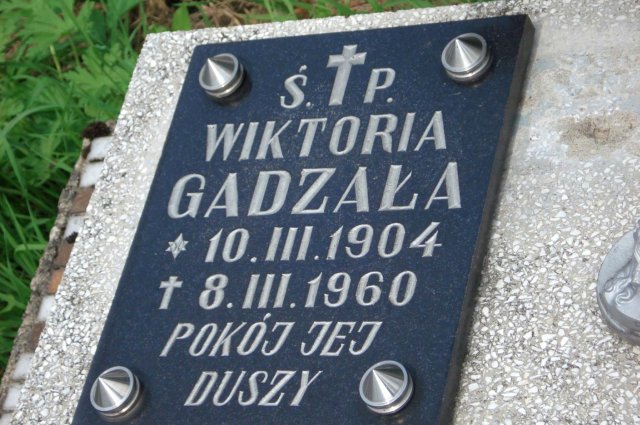 Ś. P.
WIKTORIA
GADZAŁA
* 10.III.1904
✝ 8.III.1960
POKÓJ JEJ
DUSZY